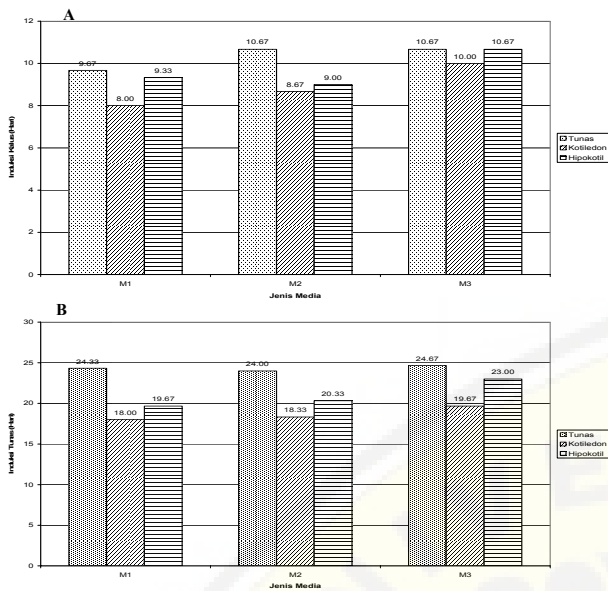 A
12
10
8
6
4
2
0
Induksi Kalus (Hari)
9.67
8.00
9.33
10.67
8.67
9.00
10.67
10.00
10.67
M1
M2
M3
Jenis Media
Tunas
Kotiledon
Hipokotil
B
30
25
20
15
10
5
0
Induksi Tunas (Hari)
24.33
18.00
19.67
24.00
18.33
20.33
24.67
19.67
23.00
M1
M2
M3
Jenis Media
Tunas
Kotiledon
Hipokotil